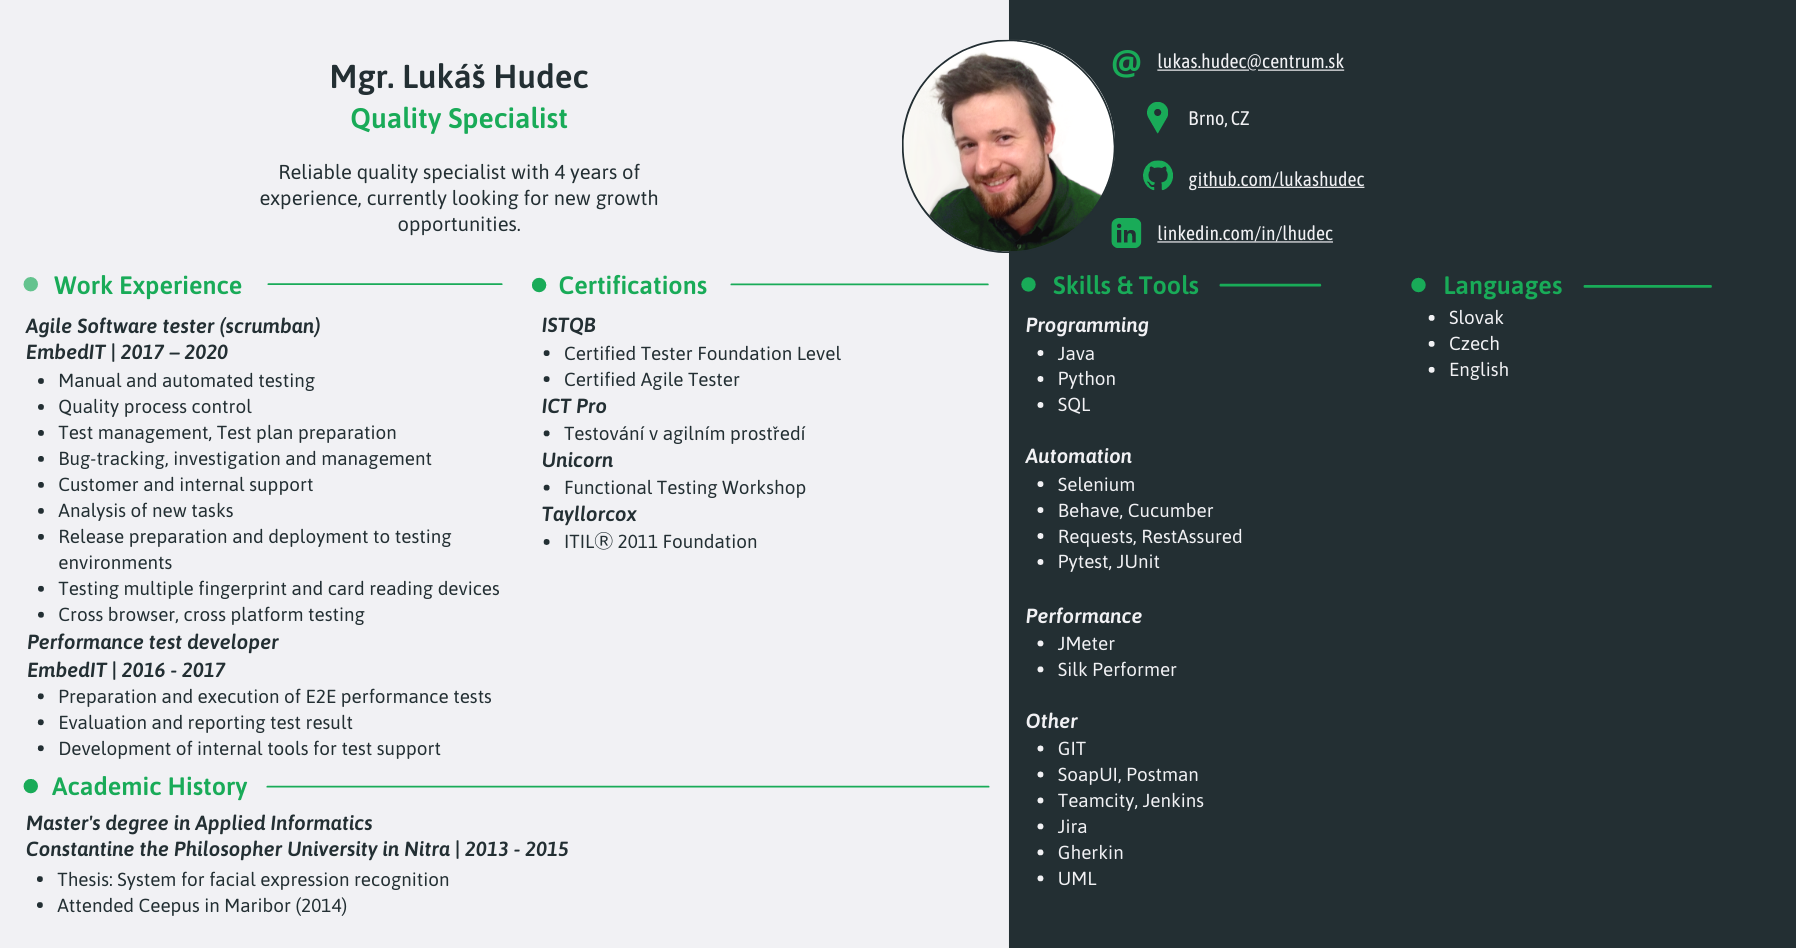 Mgr. Lukáš Hudec
Quality Specialist
Reliable quality specialist with 4 years of
experience, currently looking for new growth
opportunities.
@ lukas.hudec@centrum.sk
Brno, CZ
github.com/lukashudec
in linkedin.com/in/lhudec
Work Experience
Agile Software tester (scrumban)
EmbedIT | 2017 – 2020
• Manual and automated testing
• Quality process control
• Test management, Test plan preparation
• Bug-tracking, investigation and management
• Customer and internal support
• Analysis of new tasks
• Release preparation and deployment to testing
environments
• Testing multiple fingerprint and card reading devices
• Cross browser, cross platform testing
Performance test developer
EmbedIT | 2016 - 2017
• Preparation and execution of E2E performance tests
• Evaluation and reporting test result
• Development of internal tools for test support
Certifications
ISTQB
• Certified Tester Foundation Level
• Certified Agile Tester
ICT Pro
• Testování v agilním prostředí
Unicorn
• Functional Testing Workshop
Tayllorcox
• ITIL® 2011 Foundation
Academic History
Master's degree in Applied Informatics
Constantine the Philosopher University in Nitra | 2013 - 2015
• Thesis: System for facial expression recognition
• Attended Ceepus in Maribor (2014)
Skills & Tools
Programming
• Java
• Python
• SQL
Automation
• Selenium
• Behave, Cucumber
• Requests, RestAssured
• Pytest, JUnit
Performance
• JMeter
• Silk Performer
Other
• GIT
• SoapUI, Postman
• Teamcity, Jenkins
• Jira
• Gherkin
• UML
Languages
• Slovak
• Czech
• English